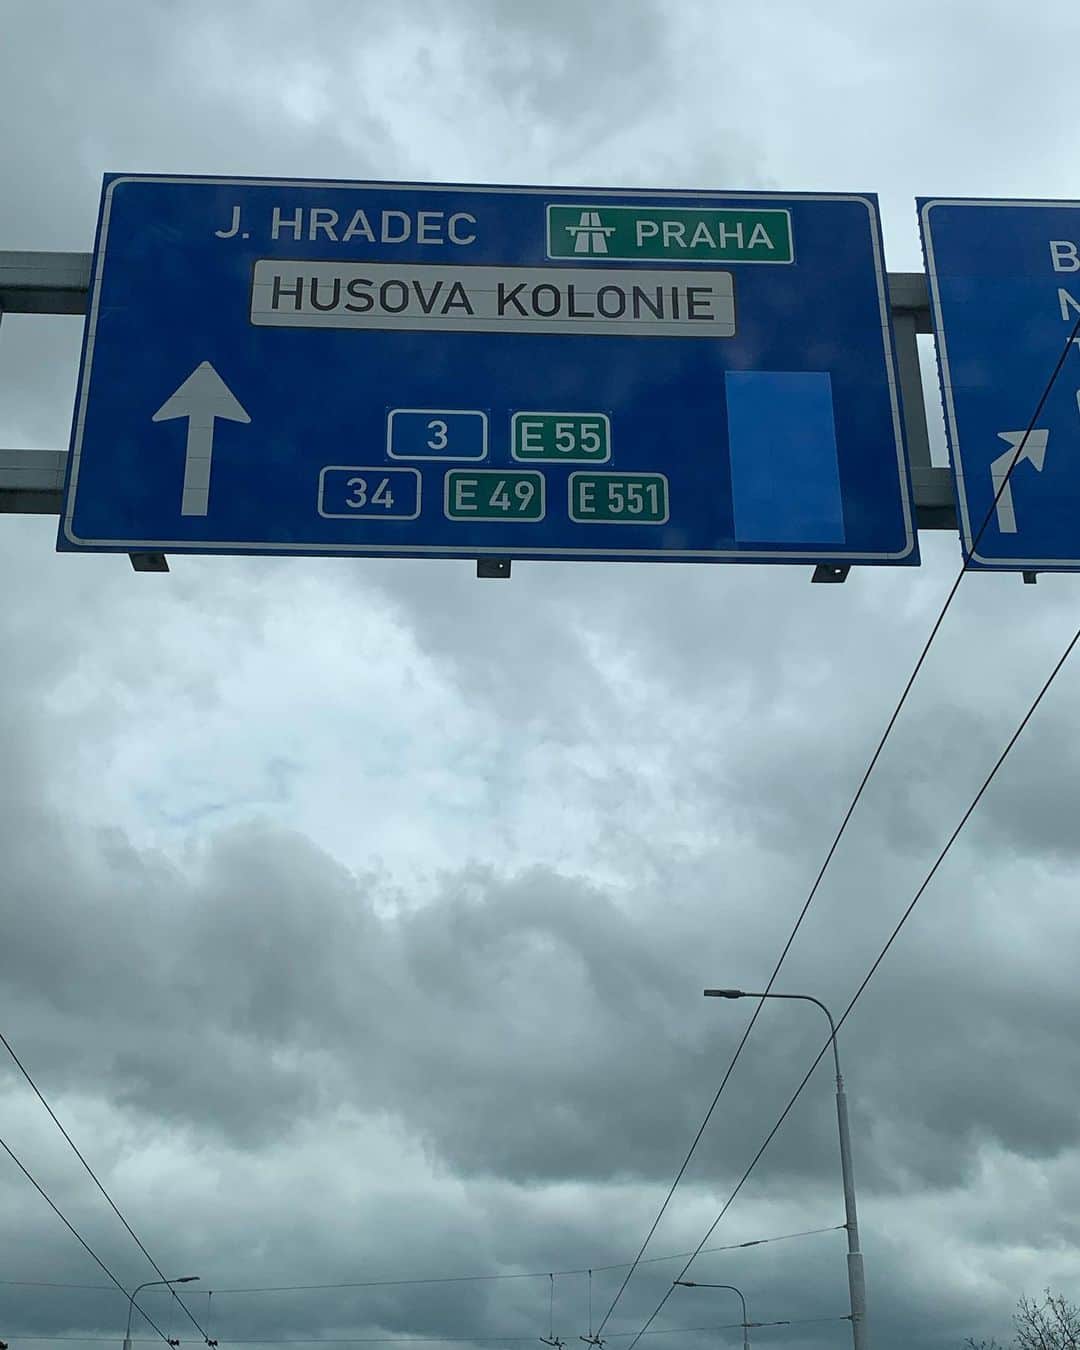 J. HRADEC PRAHA
HUSOVA KOLONIE
3 E 55
34 E 49 E 551